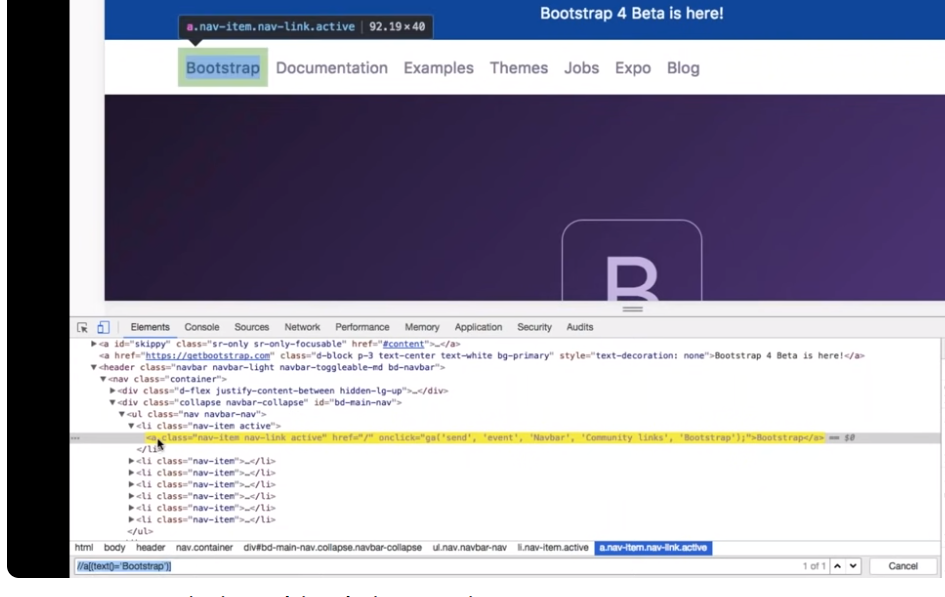 Bootstrap 4 Beta is here!
a.nav-item.nav-link.active | 92.19×40
Bootstrap Documentation Examples Themes Jobs Expo Blog
B
Elements Console Sources Network Performance Memory Application Security Audits
▶<a id="skippy" class="sr-only sr-only-focusable" href="#content">…</a>
<a href="https://getbootstrap.com" class="d-block p-3 text-center text-white bg-primary" style="text-decoration: none">Bootstrap 4 Beta is here!</a>
▼<header class="navbar navbar-light navbar-toggleable-md bd-navbar">
▼<nav class="container">
▶<div class="d-flex justify-content-between hidden-lg-up">…</div>
▼<div class="collapse navbar-collapse" id="bd-main-nav">
▼<ul class="nav navbar-nav">
▼<li class="nav-item active">
<a class="nav-item nav-link active" href="/" onclick="ga('send', 'event', 'Navbar', 'Community links', 'Bootstrap');">Bootstrap</a> == $0
</li>
▶<li class="nav-item">…</li>
▶<li class="nav-item">…</li>
▶<li class="nav-item">…</li>
▶<li class="nav-item">…</li>
▶<li class="nav-item">…</li>
▶<li class="nav-item">…</li>
</ul>
html body header nav.container div#bd-main-nav.collapse.navbar-collapse ul.nav.navbar-nav li.nav-item.active a.nav-item.nav-link.active
//a[(text()='Bootstrap')] 1 of 1 Cancel